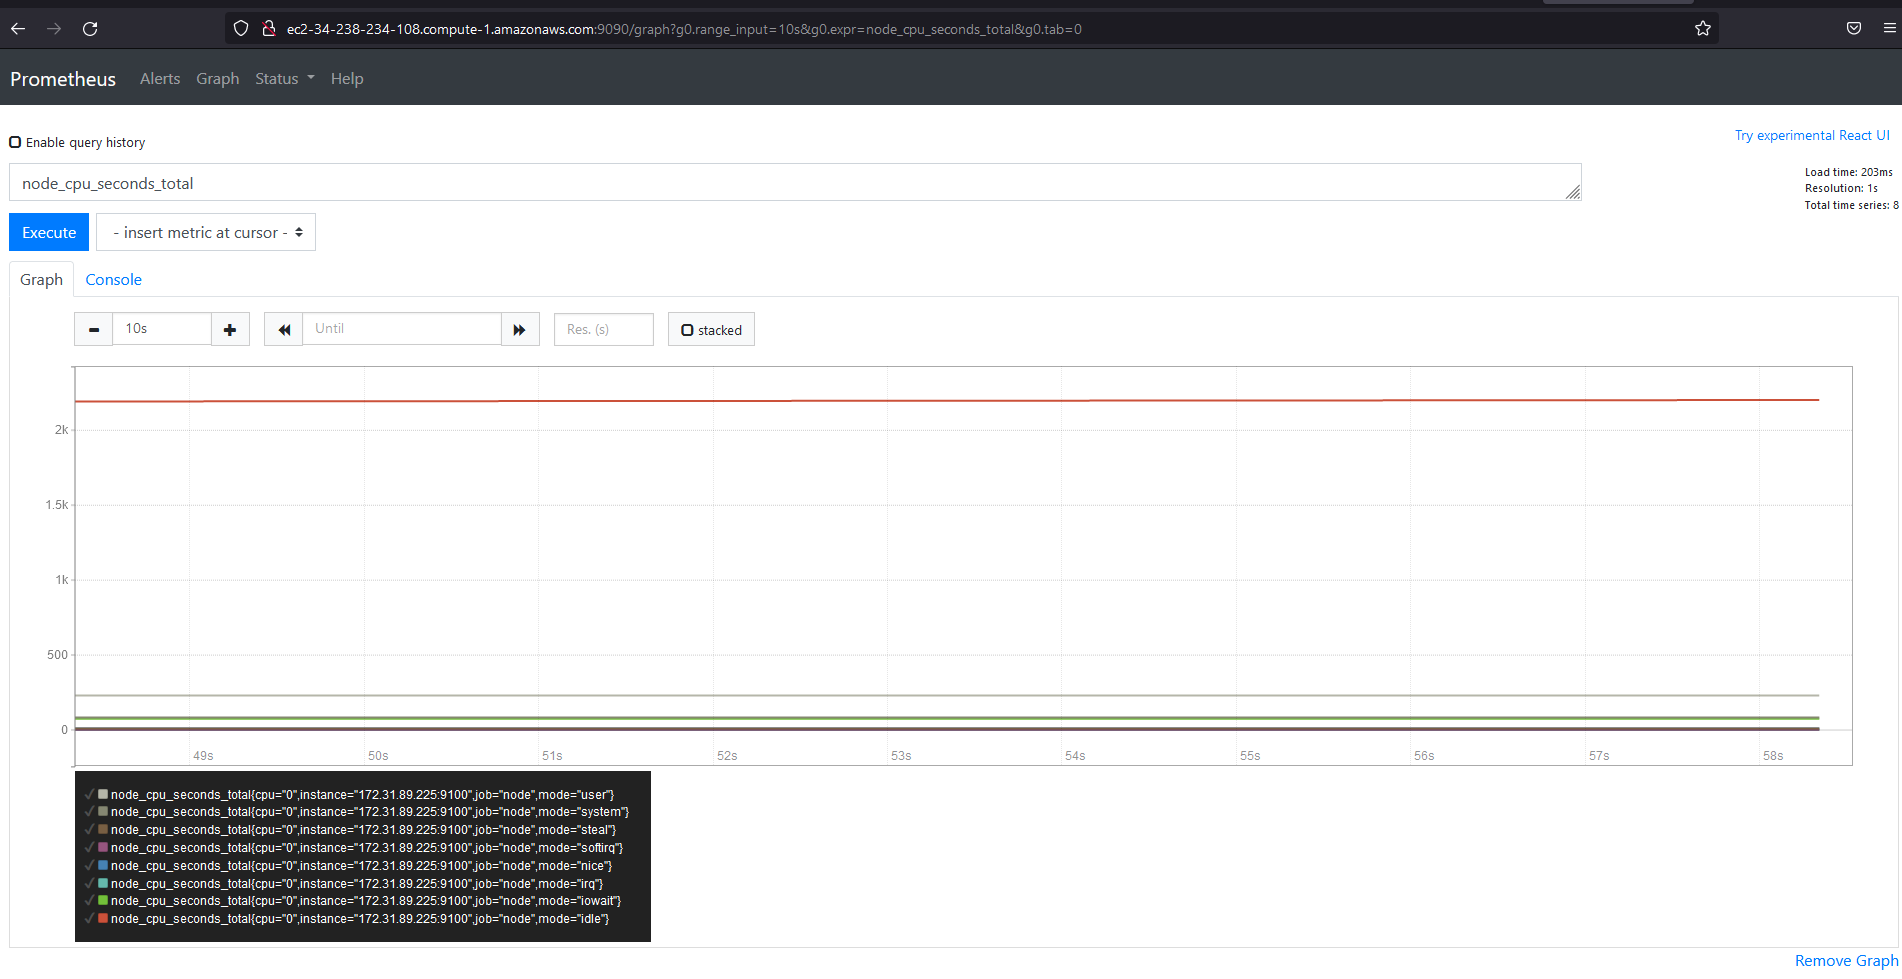 ec2-34-238-234-108.compute-1.amazonaws.com:9090/graph?g0.range_input=10s&g0.expr=node_cpu_seconds_total&g0.tab=0
Prometheus Alerts Graph Status Help
Enable query history
Try experimental React UI
node_cpu_seconds_total
Load time: 203ms
Resolution: 1s
Total time series: 8
Execute - insert metric at cursor -
Graph Console
10s Until Res. (s) stacked
2k
1.5k
1k
500
0
49s 50s 51s 52s 53s 54s 55s 56s 57s 58s
node_cpu_seconds_total{cpu="0",instance="172.31.89.225:9100",job="node",mode="user"}
node_cpu_seconds_total{cpu="0",instance="172.31.89.225:9100",job="node",mode="system"}
node_cpu_seconds_total{cpu="0",instance="172.31.89.225:9100",job="node",mode="steal"}
node_cpu_seconds_total{cpu="0",instance="172.31.89.225:9100",job="node",mode="softirq"}
node_cpu_seconds_total{cpu="0",instance="172.31.89.225:9100",job="node",mode="nice"}
node_cpu_seconds_total{cpu="0",instance="172.31.89.225:9100",job="node",mode="irq"}
node_cpu_seconds_total{cpu="0",instance="172.31.89.225:9100",job="node",mode="iowait"}
node_cpu_seconds_total{cpu="0",instance="172.31.89.225:9100",job="node",mode="idle"}
Remove Graph